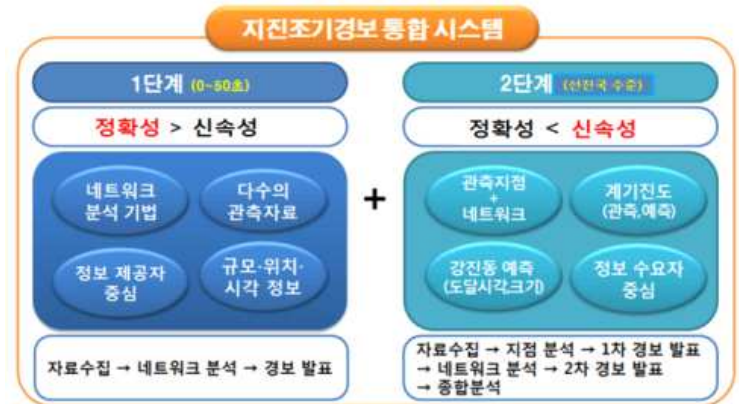 지진조기경보 통합 시스템
1단계 (0~50초)
정확성 > 신속성
네트워크
분석 기법
다수의
관측자료
정보 제공자
중심
규모·위치·
시각 정보
자료수집 → 네트워크 분석 → 경보 발표
+
2단계 (선진국 수준)
정확성 < 신속성
관측지점
+
네트워크
계기진도
(관측,예측)
강진동 예측
(도달시각,크기)
정보 수요자
중심
자료수집 → 지점 분석 → 1차 경보 발표
→ 네트워크 분석 → 2차 경보 발표
→ 종합분석